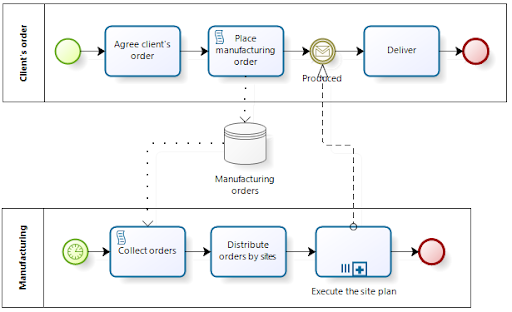 Client's order
Agree client's
order
Place
manufacturing
order
Produced
Deliver
Manufacturing
orders
Manufacturing
Collect orders
Distribute
orders by sites
Execute the site plan